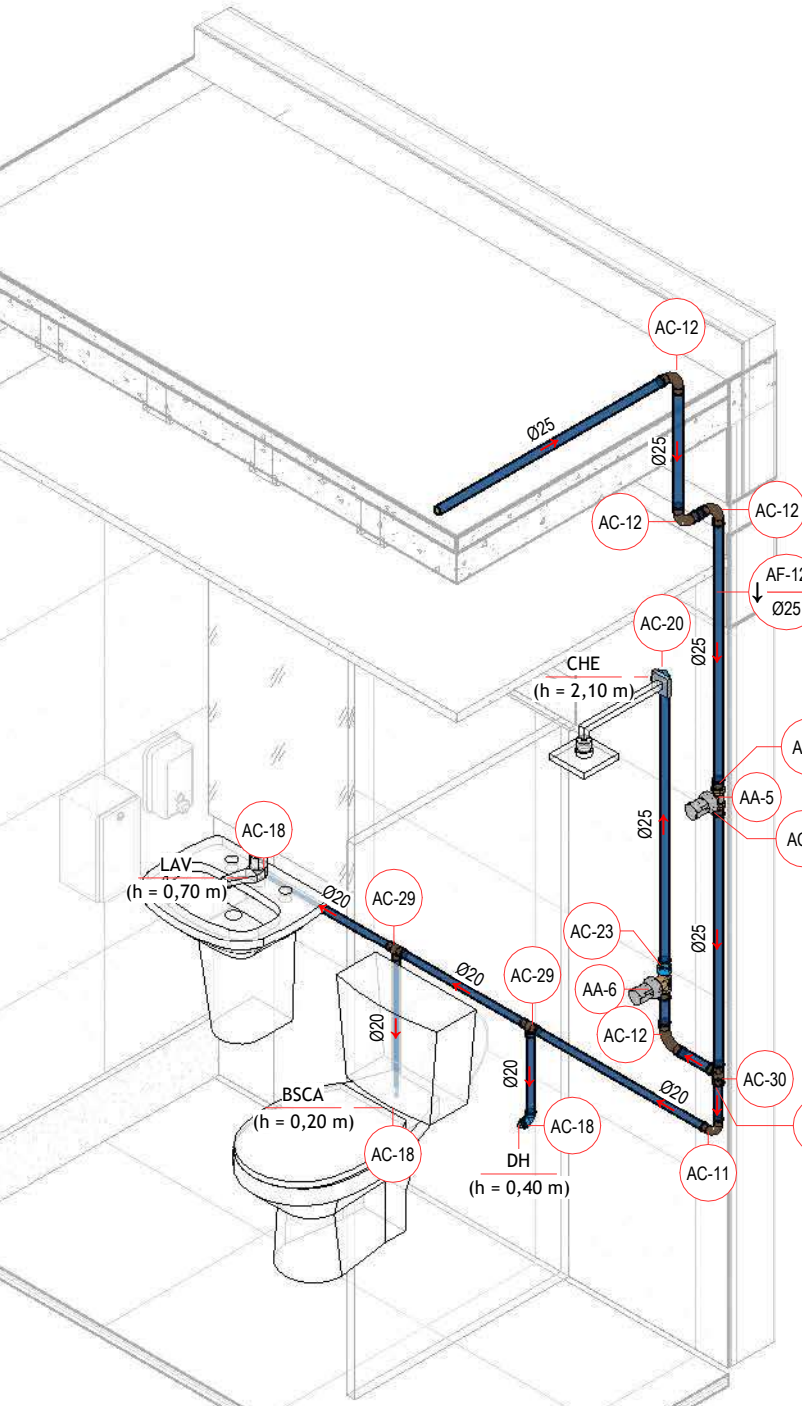 AC-12
Ø25
Ø25
AC-12
AC-12
AF-12
Ø25
AC-20
Ø25
CHE
(h = 2,10 m)
AA-5
Ø25
AC-18
LAV
(h = 0,70 m)
Ø20
AC-29
AC-23
Ø25
Ø20
AC-29
AA-6
Ø20
AC-12
Ø20
AC-30
Ø20
BSCA
(h = 0,20 m)
AC-18
AC-18
DH
(h = 0,40 m)
AC-11